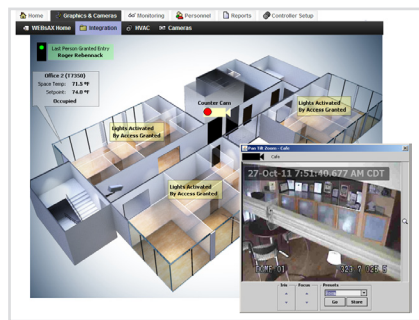 Home
Graphics & Cameras
Monitoring
Personnel
Reports
Controller Setup
WEBsAX Home
Integration
HVAC
Cameras
Last Person Granted Entry
Roger Rebennack
Office 2 (T7350)
Space Temp: 71.5 °F
Setpoint: 74.0 °F
Occupied
Counter Cam
Lights Activated
By Access Granted
Lights Activated
By Access Granted
Lights Activated
By Access Granted
Pan Tilt Zoom - Cafe
Cafe
27-Oct-11 7:51:40.677 AM CDT
DOME 01
Iris
Focus
Presets
Go
Store